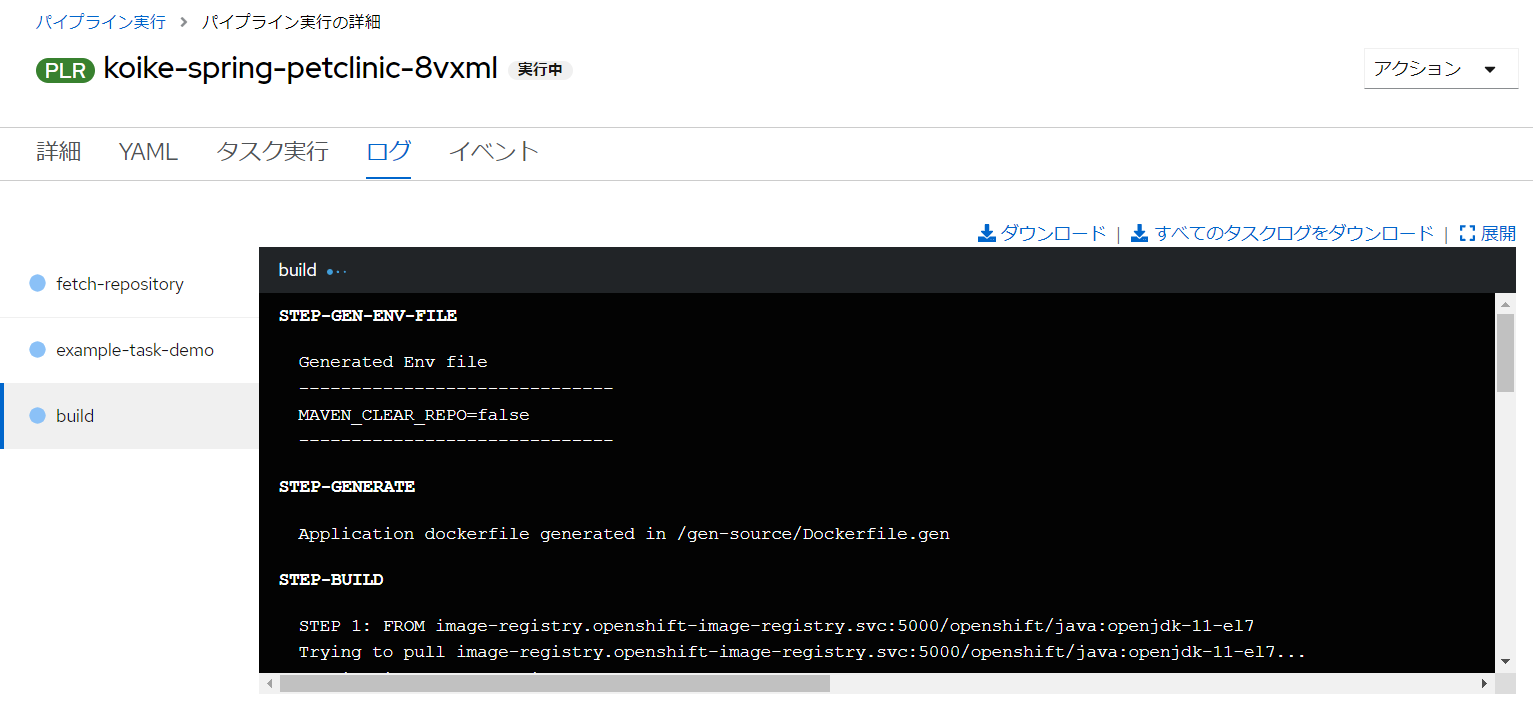 パイプライン実行 > パイプライン実行の詳細
PLR koike-spring-petclinic-8vxml 実行中
アクション
詳細 YAML タスク実行 ログ イベント
ダウンロード | すべてのタスクログをダウンロード | 展開
fetch-repository
example-task-demo
build
build
STEP-GEN-ENV-FILE
Generated Env file
------------------------------
MAVEN_CLEAR_REPO=false
------------------------------
STEP-GENERATE
Application dockerfile generated in /gen-source/Dockerfile.gen
STEP-BUILD
STEP 1: FROM image-registry.openshift-image-registry.svc:5000/openshift/java:openjdk-11-el7
Trying to pull image-registry.openshift-image-registry.svc:5000/openshift/java:openjdk-11-el7...